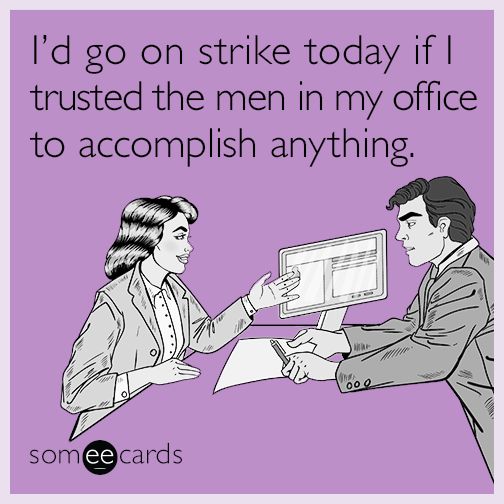 I'd go on strike today if I
trusted the men in my office
to accomplish anything.
someecards